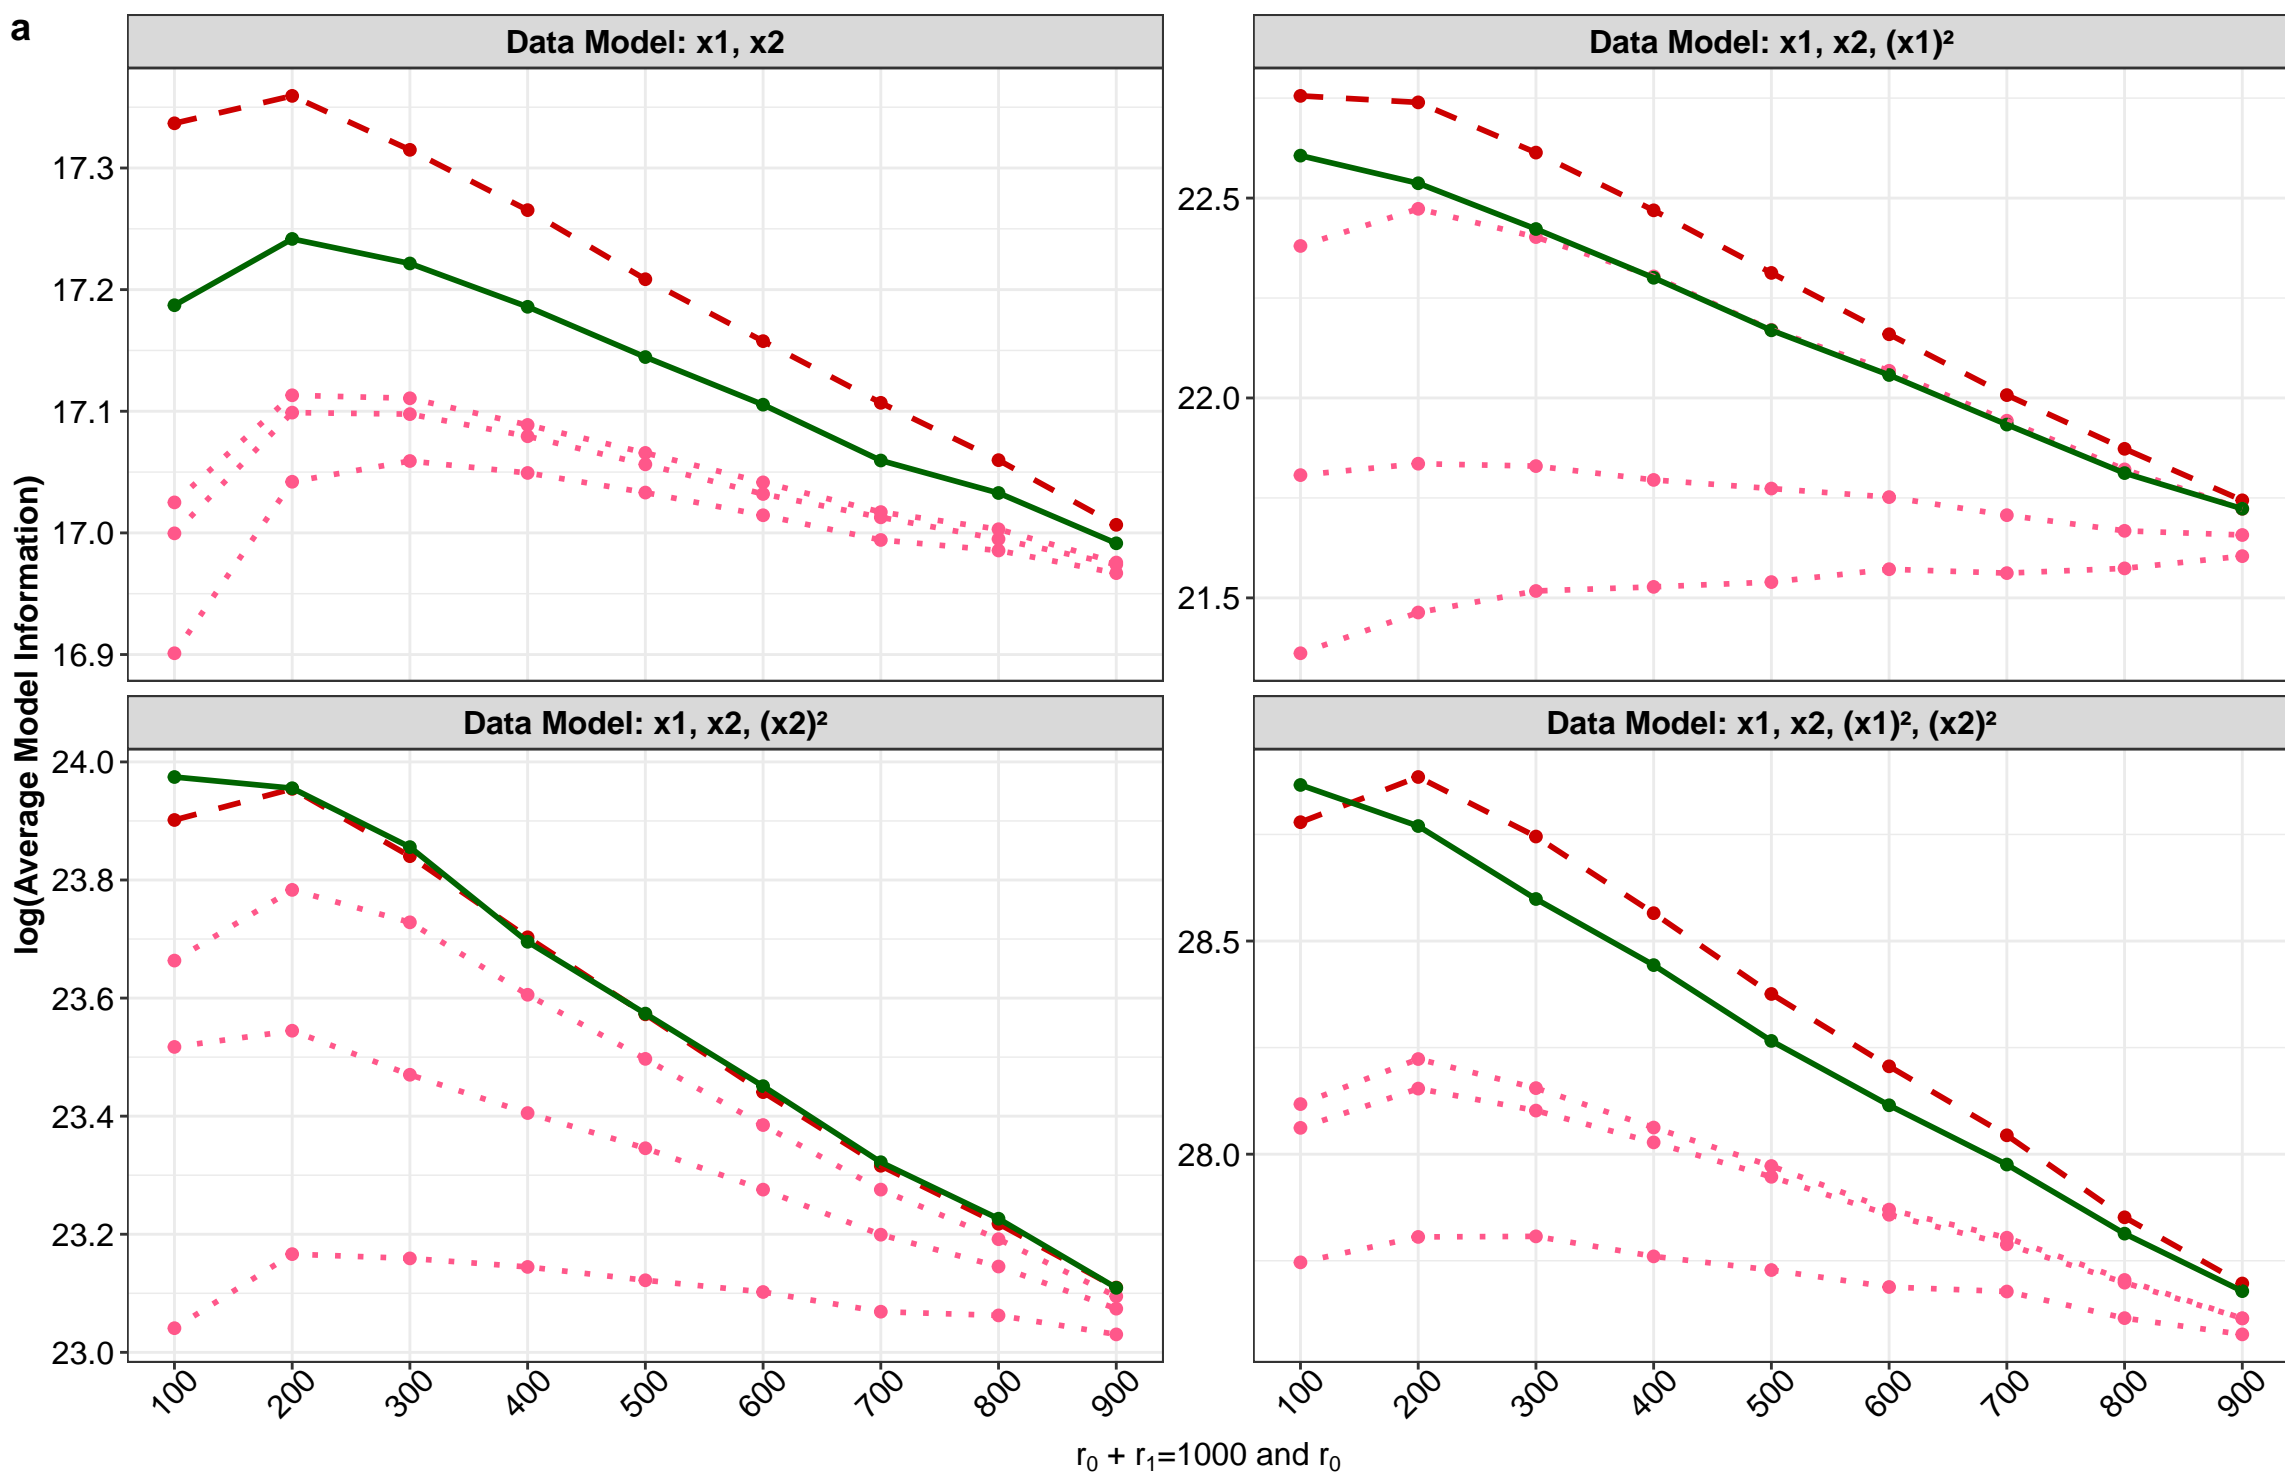 a
Data Model: x1, x2
Data Model: x1, x2, (x1)²
log(Average Model Information)
17.3
17.2
17.1
17.0
16.9
22.5
22.0
21.5
Data Model: x1, x2, (x2)²
Data Model: x1, x2, (x1)², (x2)²
24.0
23.8
23.6
23.4
23.2
23.0
28.5
28.0
100 200 300 400 500 600 700 800 900
100 200 300 400 500 600 700 800 900
r₀ + r₁=1000 and r₀